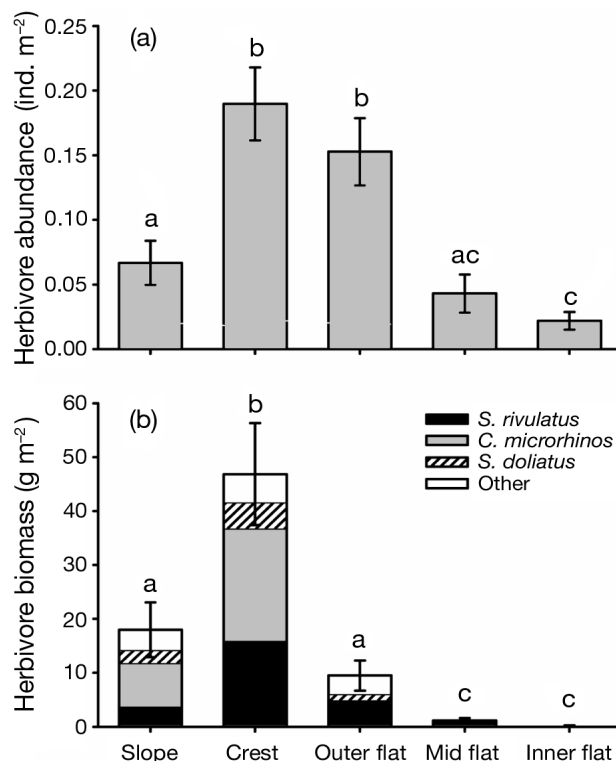 (a)
Herbivore abundance (ind. m⁻²)
0.25
0.20
0.15
0.10
0.05
0.00
a
b
b
ac
c
(b)
Herbivore biomass (g m⁻²)
60
50
40
30
20
10
0
S. rivulatus
C. microrhinos
S. doliatus
Other
a
b
a
c
c
Slope Crest Outer flat Mid flat Inner flat